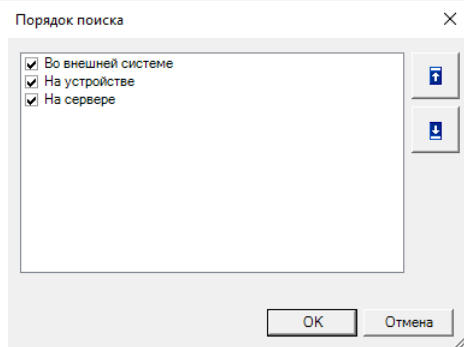 Порядок поиска
Во внешней системе
На устройстве
На сервере
OK
Отмена